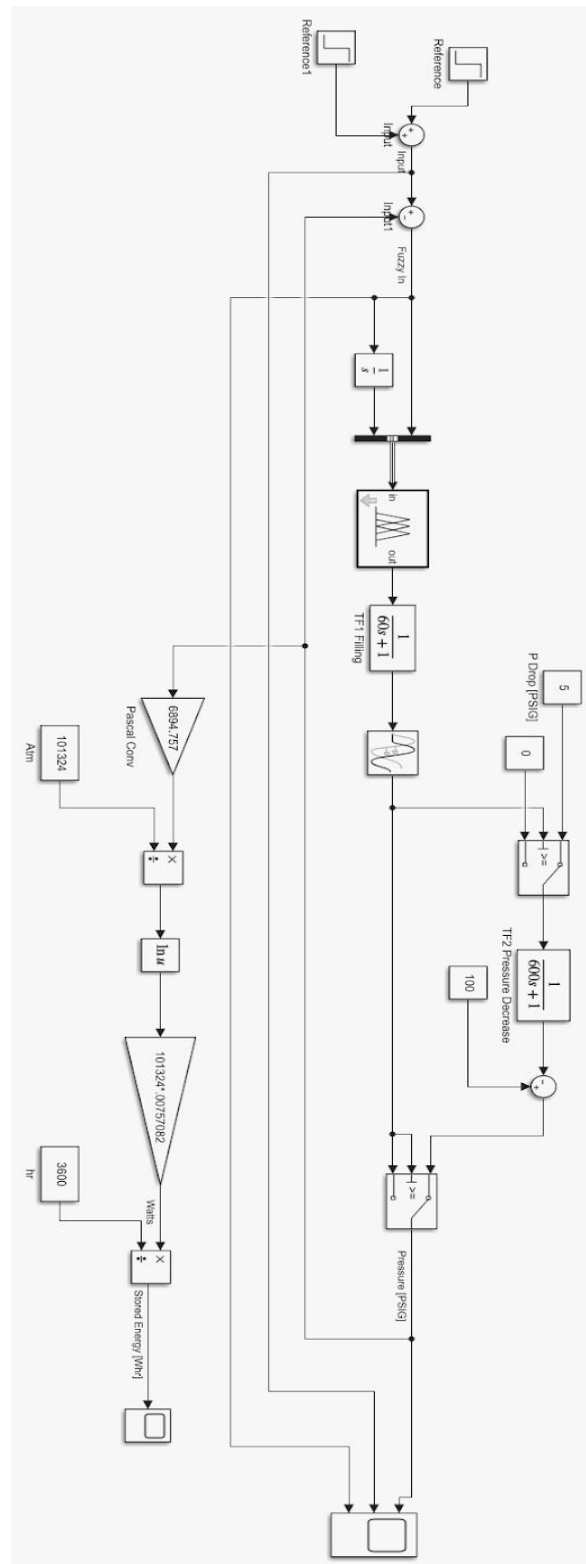 Reference1
Reference
+
+
Input
Input
+
−
Input1
Fuzzy In
1
s
in
out
1
60s + 1
TF1 Filling
5
P Drop [PSIG]
0
>=
1
600s + 1
TF2 Pressure Decrease
100
−
+
>=
Pressure [PSIG]
6894.757
Pascal Conv
101324
Atm
×
÷
ln u
101324*.00757082
Watts
3600
hr
×
÷
Stored Energy [Whr]